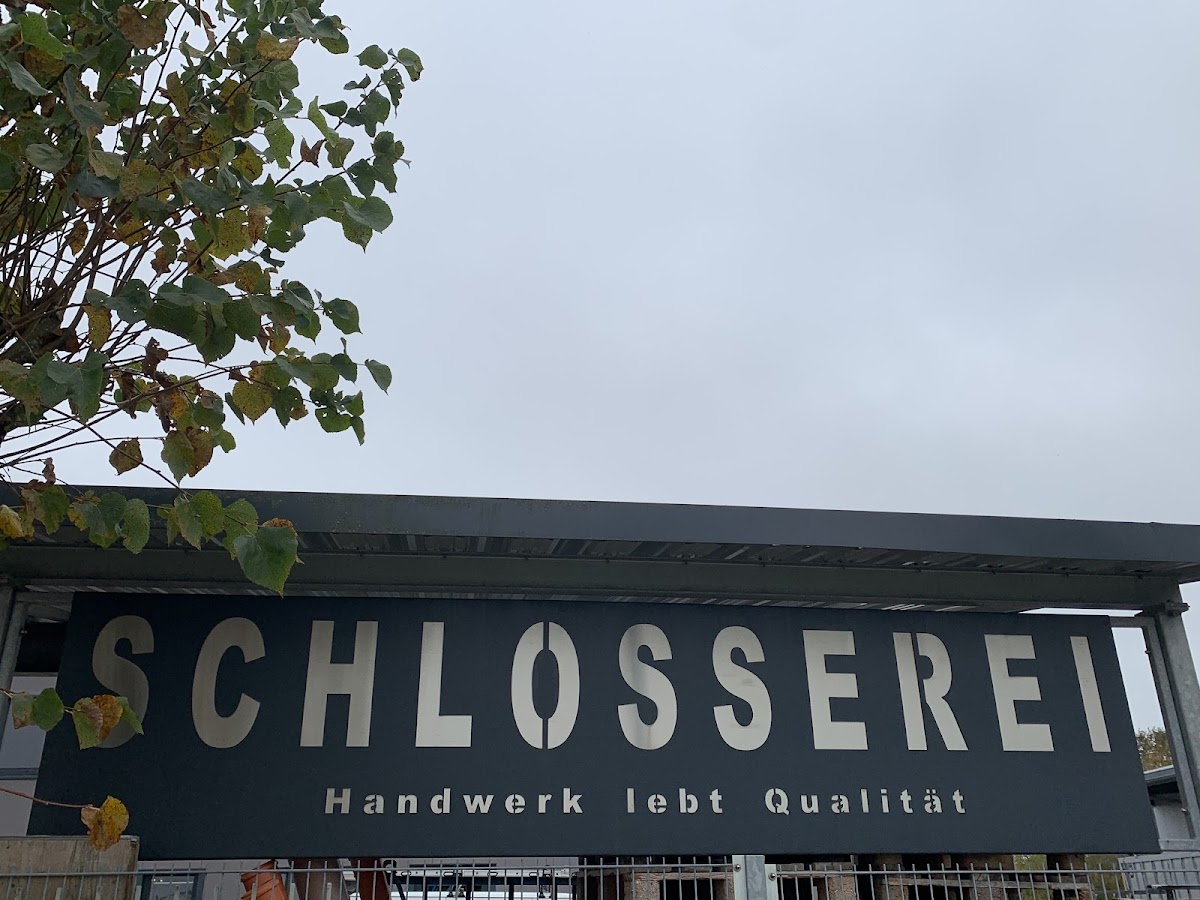 SCHLOSSEREI
Handwerk lebt Qualität